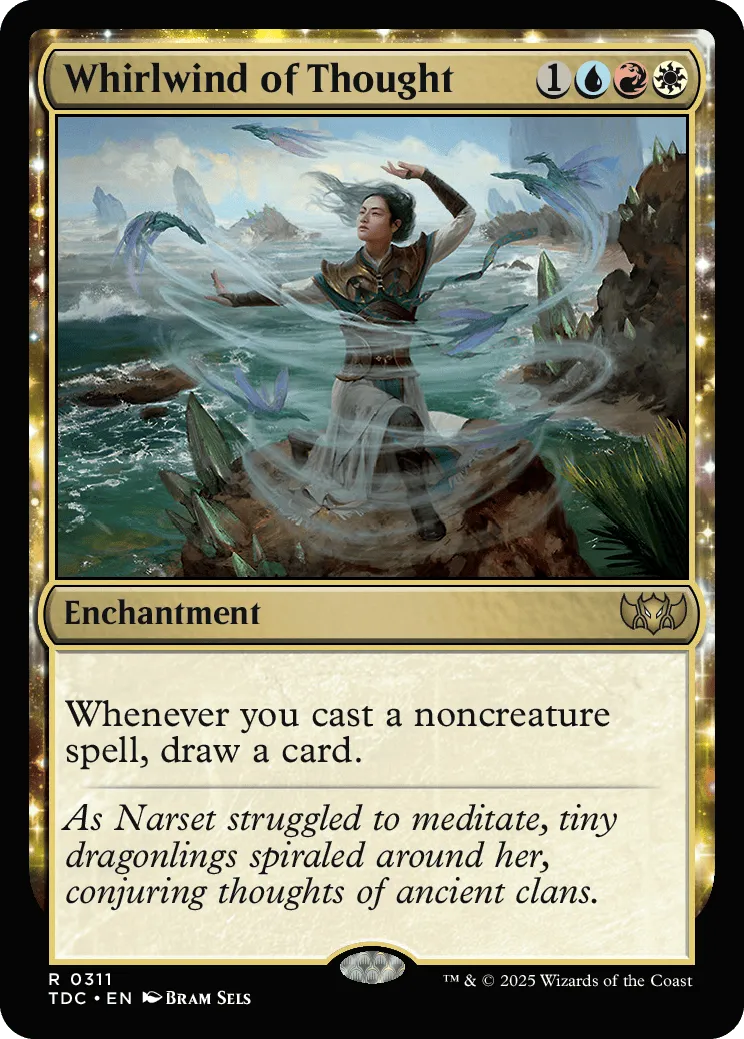 Whirlwind of Thought 1
Enchantment
Whenever you cast a noncreature
spell, draw a card.
As Narset struggled to meditate, tiny
dragonlings spiraled around her,
conjuring thoughts of ancient clans.
R 0311
TDC • EN Bram Sels
™ & © 2025 Wizards of the Coast